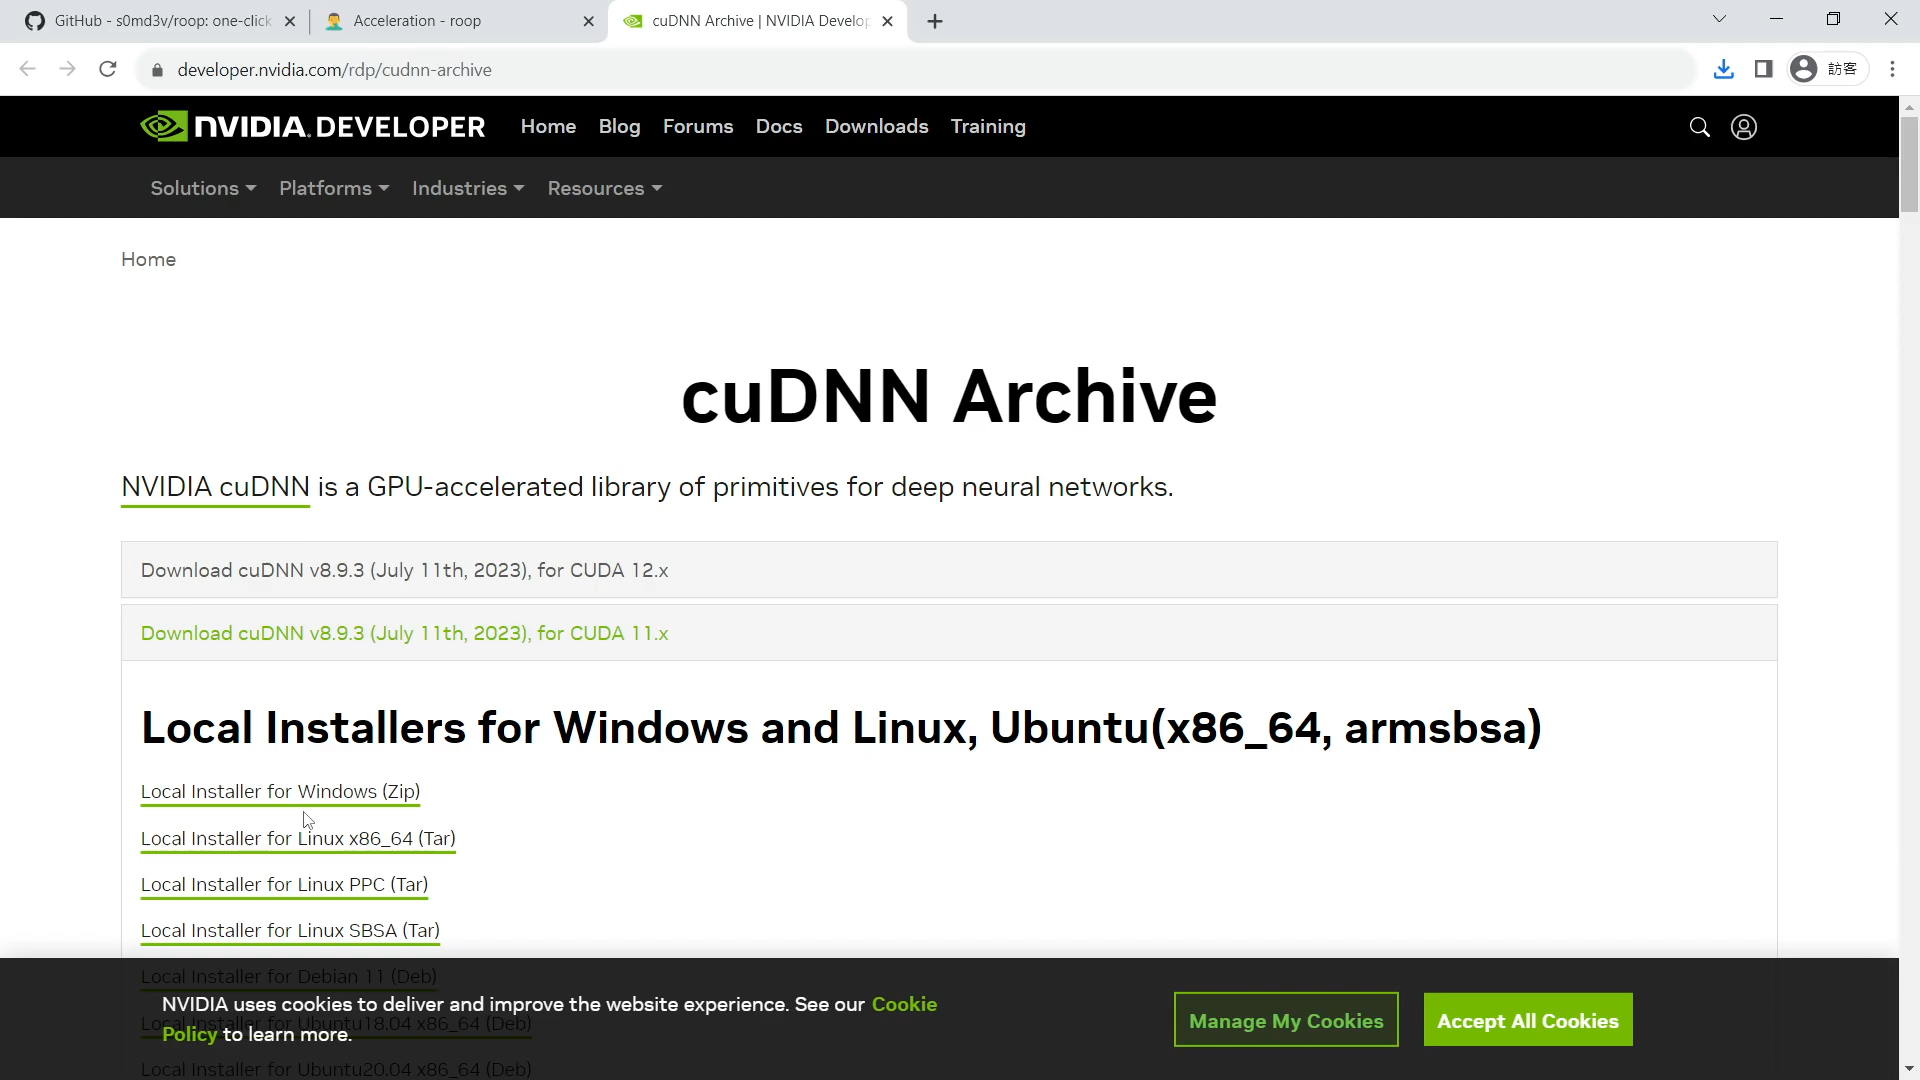 GitHub - s0md3v/roop: one-click
Acceleration - roop
cuDNN Archive | NVIDIA Develop
developer.nvidia.com/rdp/cudnn-archive
訪客
NVIDIA. DEVELOPER
Home
Blog
Forums
Docs
Downloads
Training
Solutions
Platforms
Industries
Resources
Home
cuDNN Archive
NVIDIA cuDNN is a GPU-accelerated library of primitives for deep neural networks.
Download cuDNN v8.9.3 (July 11th, 2023), for CUDA 12.x
Download cuDNN v8.9.3 (July 11th, 2023), for CUDA 11.x
Local Installers for Windows and Linux, Ubuntu(x86_64, armsbsa)
Local Installer for Windows (Zip)
Local Installer for Linux x86_64 (Tar)
Local Installer for Linux PPC (Tar)
Local Installer for Linux SBSA (Tar)
Local Installer for Debian 11 (Deb)
NVIDIA uses cookies to deliver and improve the website experience. See our Cookie
Local Installer for Ubuntu18.04 x86_64 (Deb)
Policy to learn more.
Manage My Cookies
Accept All Cookies
Local Installer for Ubuntu20.04 x86_64 (Deb)